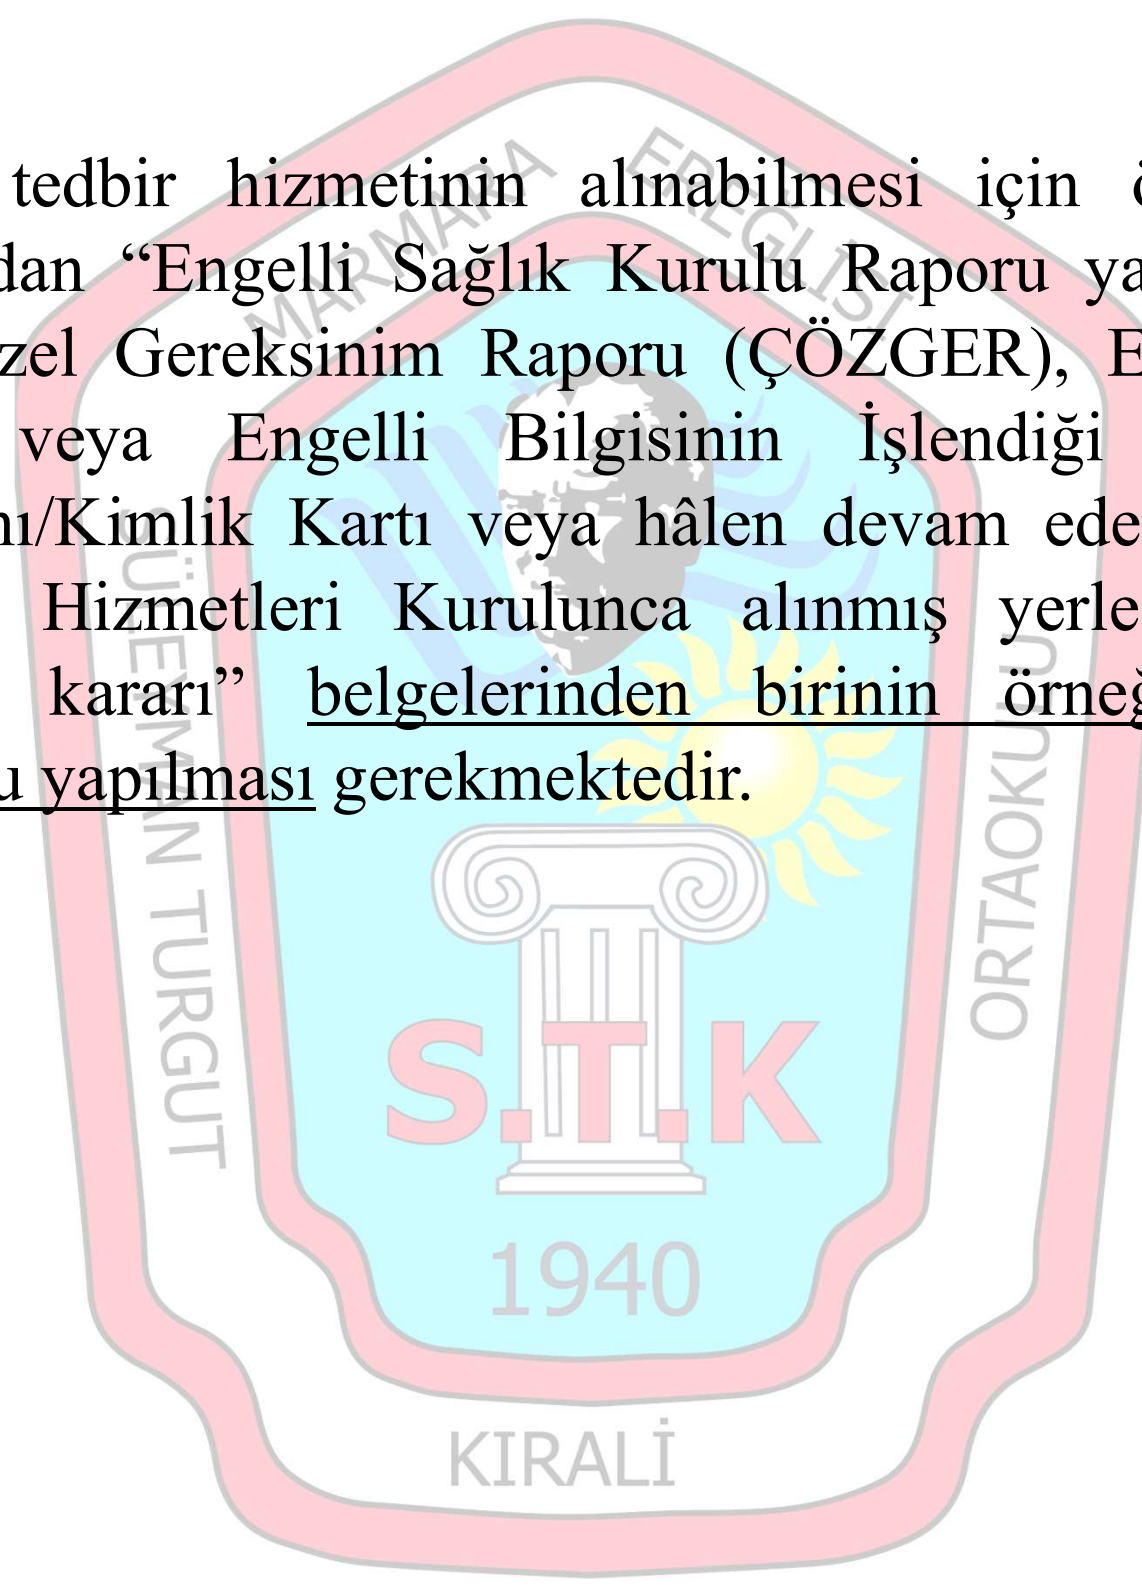 tedbir hizmetinin alınabilmesi için ö
dan “Engelli Sağlık Kurulu Raporu ya
zel Gereksinim Raporu (ÇÖZGER), E
veya Engelli Bilgisinin İşlendiği
nı/Kimlik Kartı veya hâlen devam ede
Hizmetleri Kurulunca alınmış yerle
kararı” belgelerinden birinin örneğ
u yapılması gerekmektedir.
MARMARA EREĞLİSİ
SÜLEYMAN TURGUT
ORTAOKULU
S.T.K
1940
KIRALİ